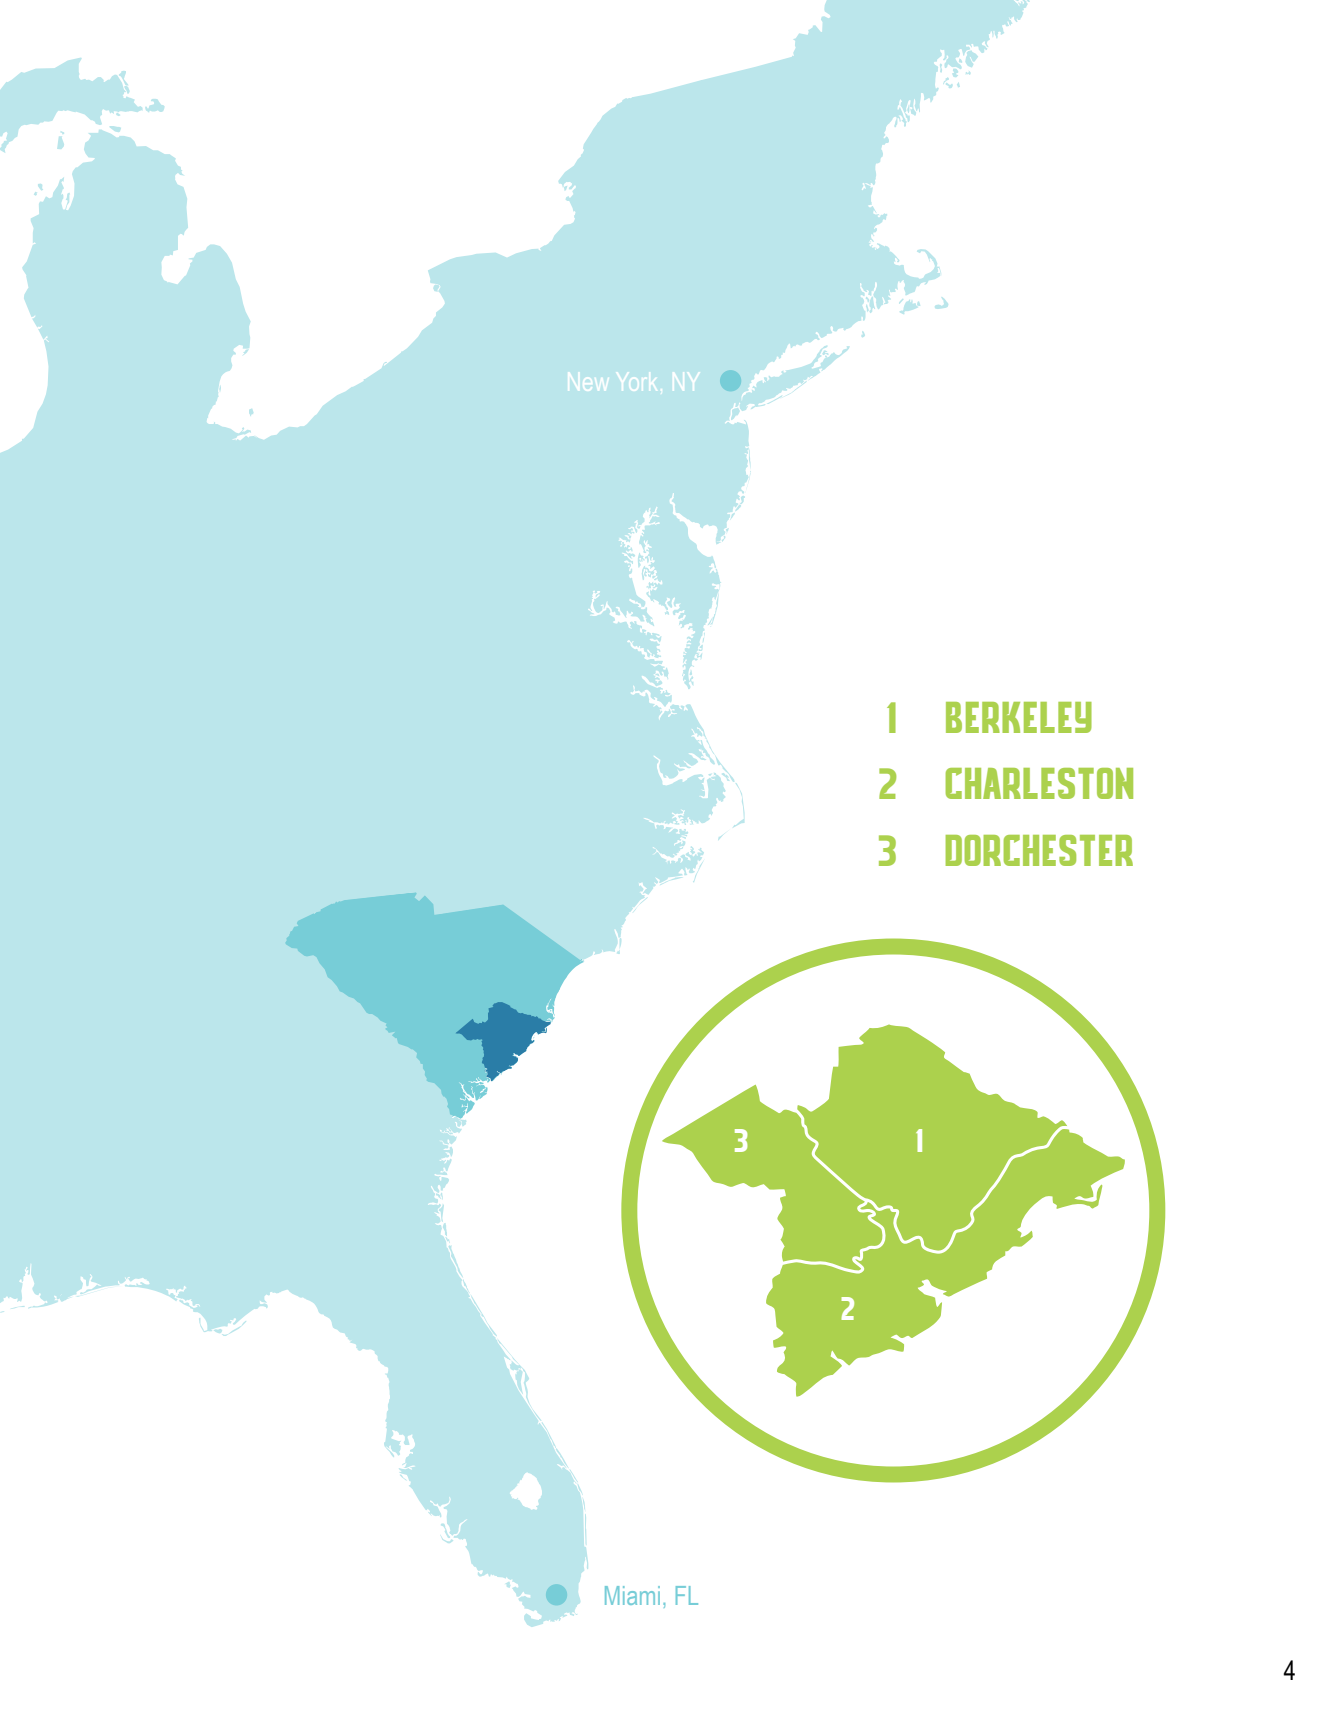 New York, NY
1 BERKELEY
2 CHARLESTON
3 DORCHESTER
3
1
2
Miami, FL
4